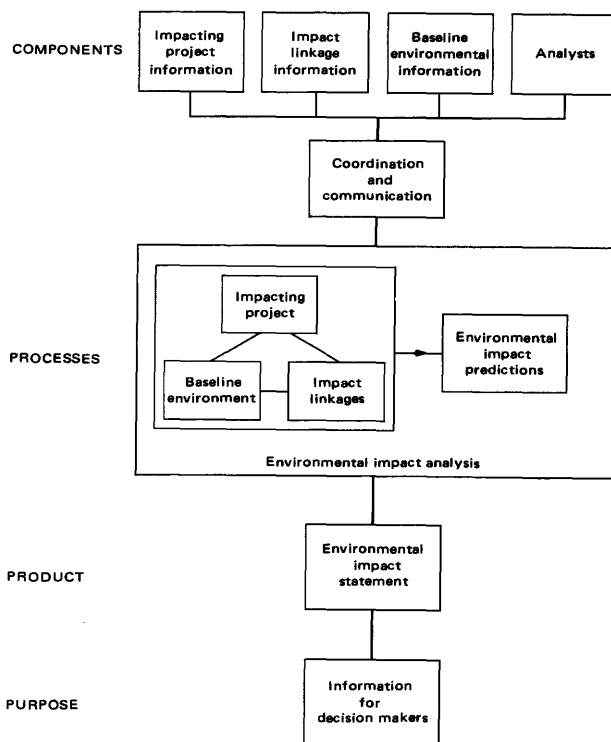 COMPONENTS
Impacting
project
information
Impact
linkage
information
Baseline
environmental
information
Analysts
Coordination
and
communication
PROCESSES
Impacting
project
Baseline
environment
Impact
linkages
Environmental
impact
predictions
Environmental impact analysis
PRODUCT
Environmental
impact
statement
PURPOSE
Information
for
decision makers